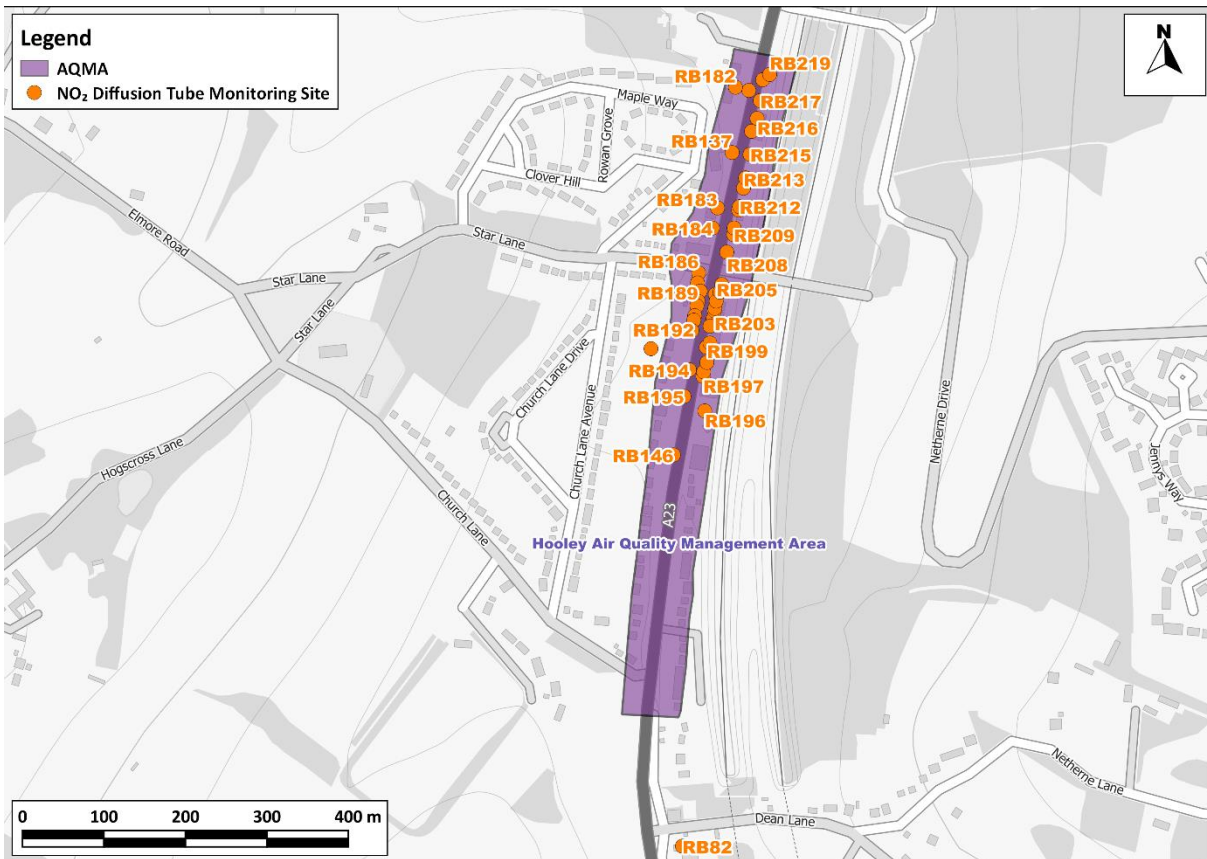 Legend
AQMA
NO₂ Diffusion Tube Monitoring Site
N
RB219
RB182
RB217
Maple Way
RB216
Rowan Grove
RB137
RB215
Clover Hill
RB213
RB183
RB212
Elmore Road
RB184
RB209
Star Lane
RB186
RB208
Star Lane
RB189
RB205
Star Lane
RB192
RB203
RB199
Church Lane Drive
RB194
RB197
RB195
RB196
Church Lane Avenue
Netherne Drive
Hogscross Lane
RB146
Jennys Way
Church Lane
A23
Hooley Air Quality Management Area
Netherne Lane
0 100 200 300 400 m
Dean Lane
RB82